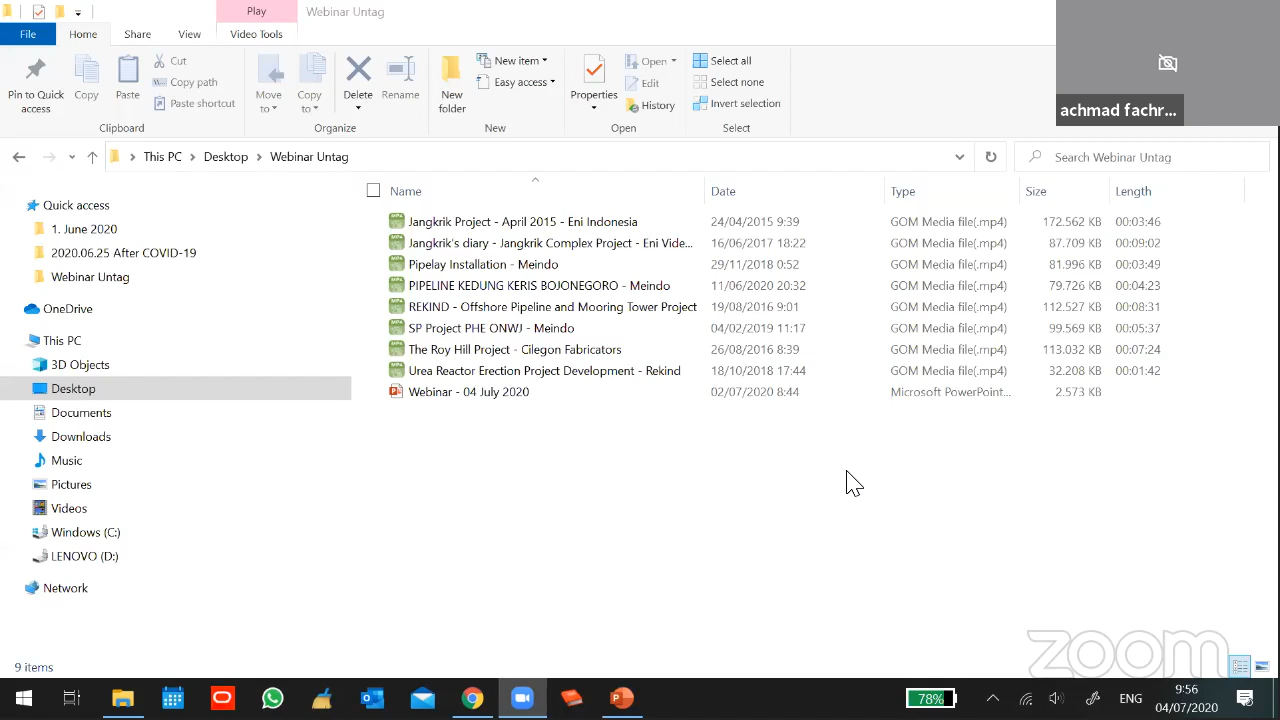 Play
Webinar Untag
File
Home
Share
View
Video Tools
Pin to Quick access
Copy
Paste
Cut
Copy path
Paste shortcut
Clipboard
Move to
Copy to
Delete
Rename
Organize
New folder
New item
Easy access
New
Properties
Open
Edit
History
Open
Select all
Select none
Invert selection
Select
achmad fachr...
This PC > Desktop > Webinar Untag
Search Webinar Untag
Quick access
1. June 2020
2020.06.25 After COVID-19
Webinar Untag
OneDrive
This PC
3D Objects
Desktop
Documents
Downloads
Music
Pictures
Videos
Windows (C:)
LENOVO (D:)
Network
Name Date Type Size Length
Jangkrik Project - April 2015 - Eni Indonesia 24/04/2015 9:39 GOM Media file(.mp4) 172.562 KB 00:03:46
Jangkrik's diary - Jangkrik Complex Project - Eni Vide... 16/06/2017 18:22 GOM Media file(.mp4) 87.709 KB 00:09:02
Pipelay Installation - Meindo 29/11/2018 0:52 GOM Media file(.mp4) 81.996 KB 00:03:49
PIPELINE KEDUNG KERIS BOJONEGORO - Meindo 11/06/2020 20:32 GOM Media file(.mp4) 79.726 KB 00:04:23
REKIND - Offshore Pipeline and Mooring Tower Project 19/08/2016 9:01 GOM Media file(.mp4) 112.527 KB 00:08:31
SP Project PHE ONWJ - Meindo 04/02/2019 11:17 GOM Media file(.mp4) 99.569 KB 00:05:37
The Roy Hill Project - Cilegon Fabricators 26/08/2016 8:39 GOM Media file(.mp4) 113.032 KB 00:07:24
Urea Reactor Erection Project Development - Rekind 18/10/2018 17:44 GOM Media file(.mp4) 32.208 KB 00:01:42
Webinar - 04 July 2020 02/07/2020 8:44 Microsoft PowerPoint... 2.573 KB
9 items
zoom
78%
ENG
9:56
04/07/2020